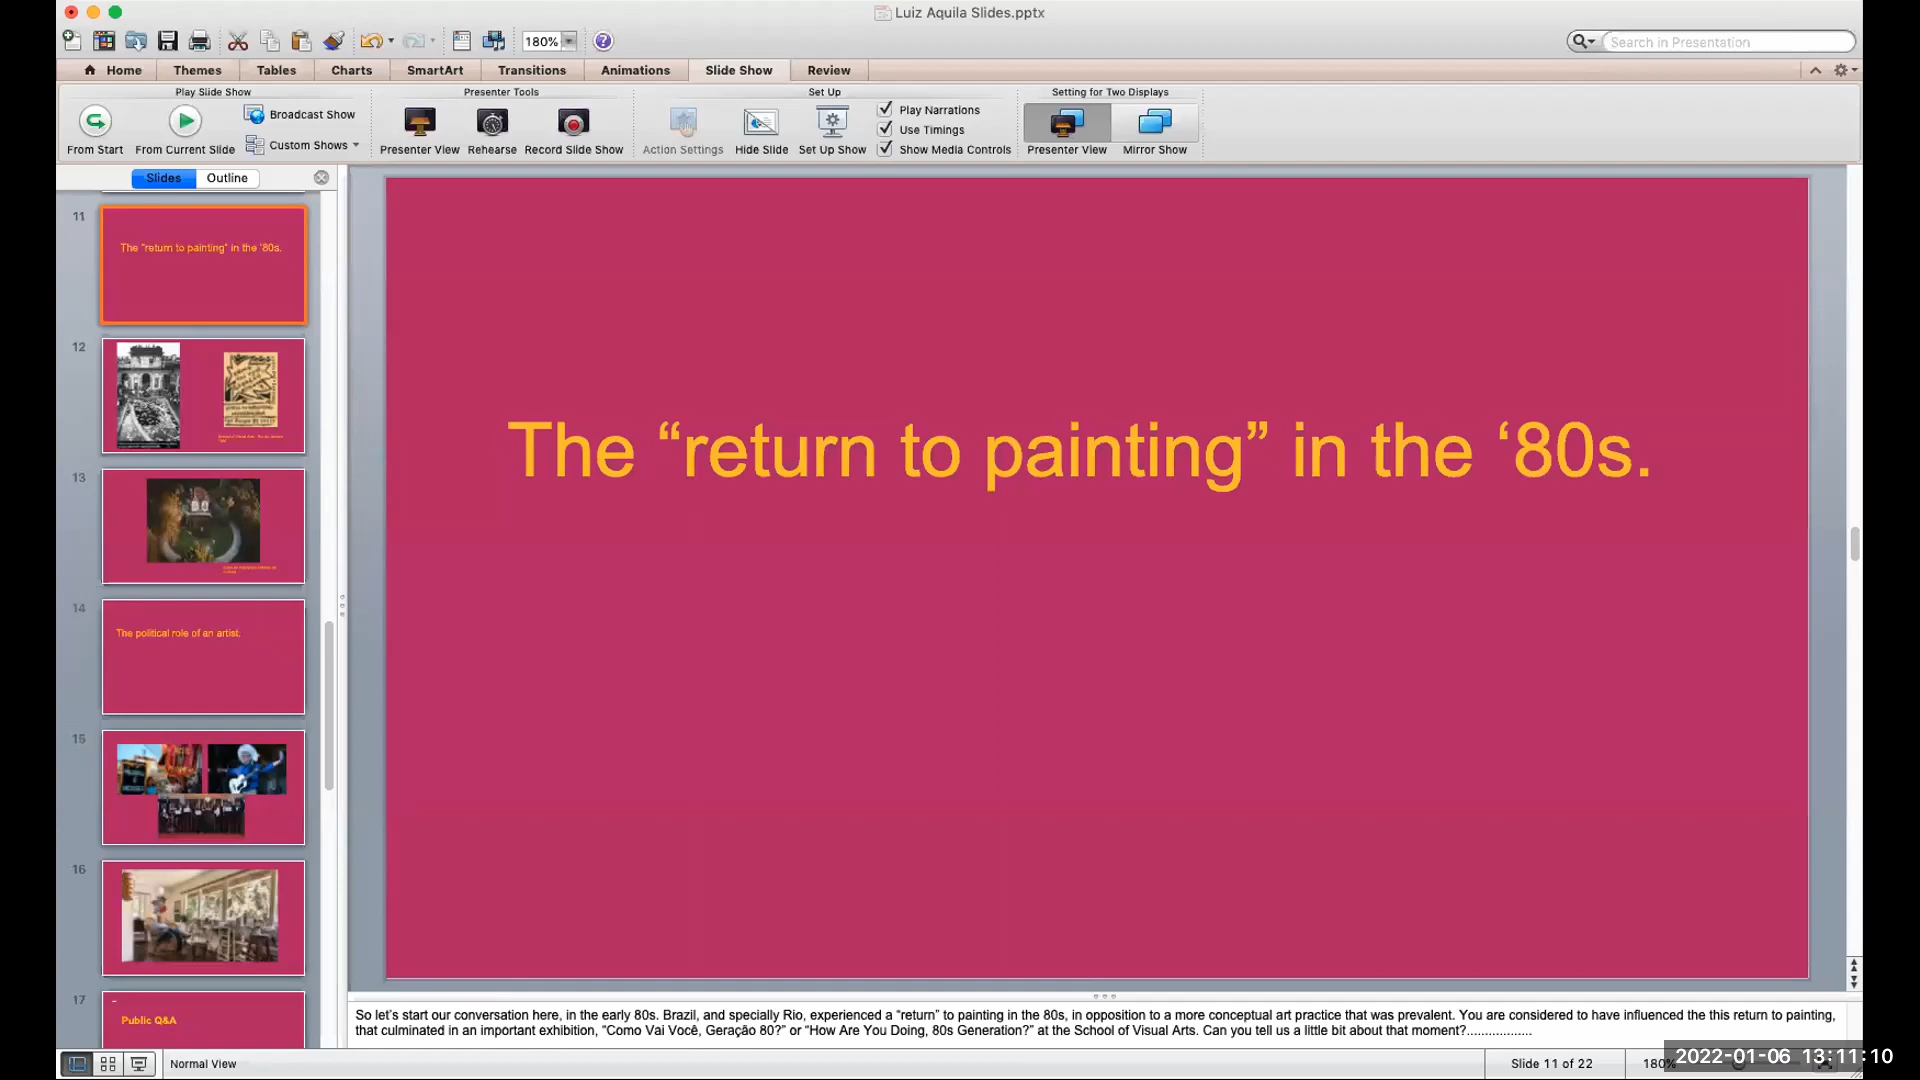 Luiz Aquila Slides.pptx
180%
Search in Presentation
Home Themes Tables Charts SmartArt Transitions Animations Slide Show Review
Play Slide Show Presenter Tools Set Up Setting for Two Displays
From Start From Current Slide Broadcast Show Custom Shows
Presenter View Rehearse Record Slide Show
Action Settings Hide Slide Set Up Show
Play Narrations
Use Timings
Show Media Controls
Presenter View Mirror Show
Slides Outline
11
The “return to painting” in the ‘80s.
12
13
14
The political role of an artist.
15
16
17
Public Q&A
The “return to painting” in the ‘80s.
So let’s start our conversation here, in the early 80s. Brazil, and specially Rio, experienced a “return” to painting in the 80s, in opposition to a more conceptual art practice that was prevalent. You are considered to have influenced the this return to painting,
that culminated in an important exhibition, “Como Vai Você, Geração 80?” or “How Are You Doing, 80s Generation?” at the School of Visual Arts. Can you tell us a little bit about that moment?..................
Normal View
Slide 11 of 22
180%
2022-01-06 13:11:10